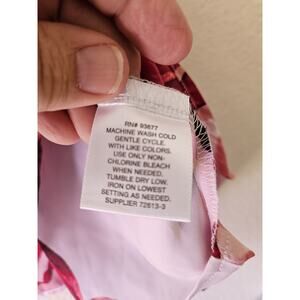 RN# 93677
MACHINE WASH COLD
GENTLE CYCLE.
WITH LIKE COLORS.
USE ONLY NON-
CHLORINE BLEACH
WHEN NEEDED.
TUMBLE DRY LOW.
IRON ON LOWEST
SETTING AS NEEDED.
SUPPLIER 72613-3